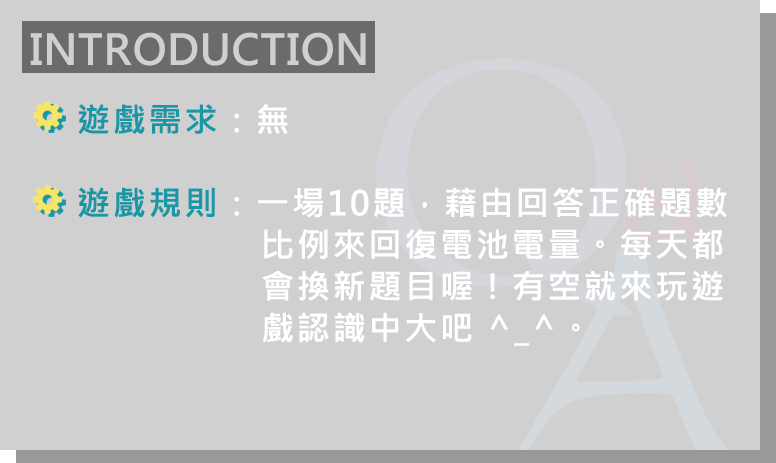 INTRODUCTION
遊戲需求：無
遊戲規則：一場10題，藉由回答正確題數
比例來回復電池電量。每天都
會換新題目喔！有空就來玩遊
戲認識中大吧 ^_^。
QA